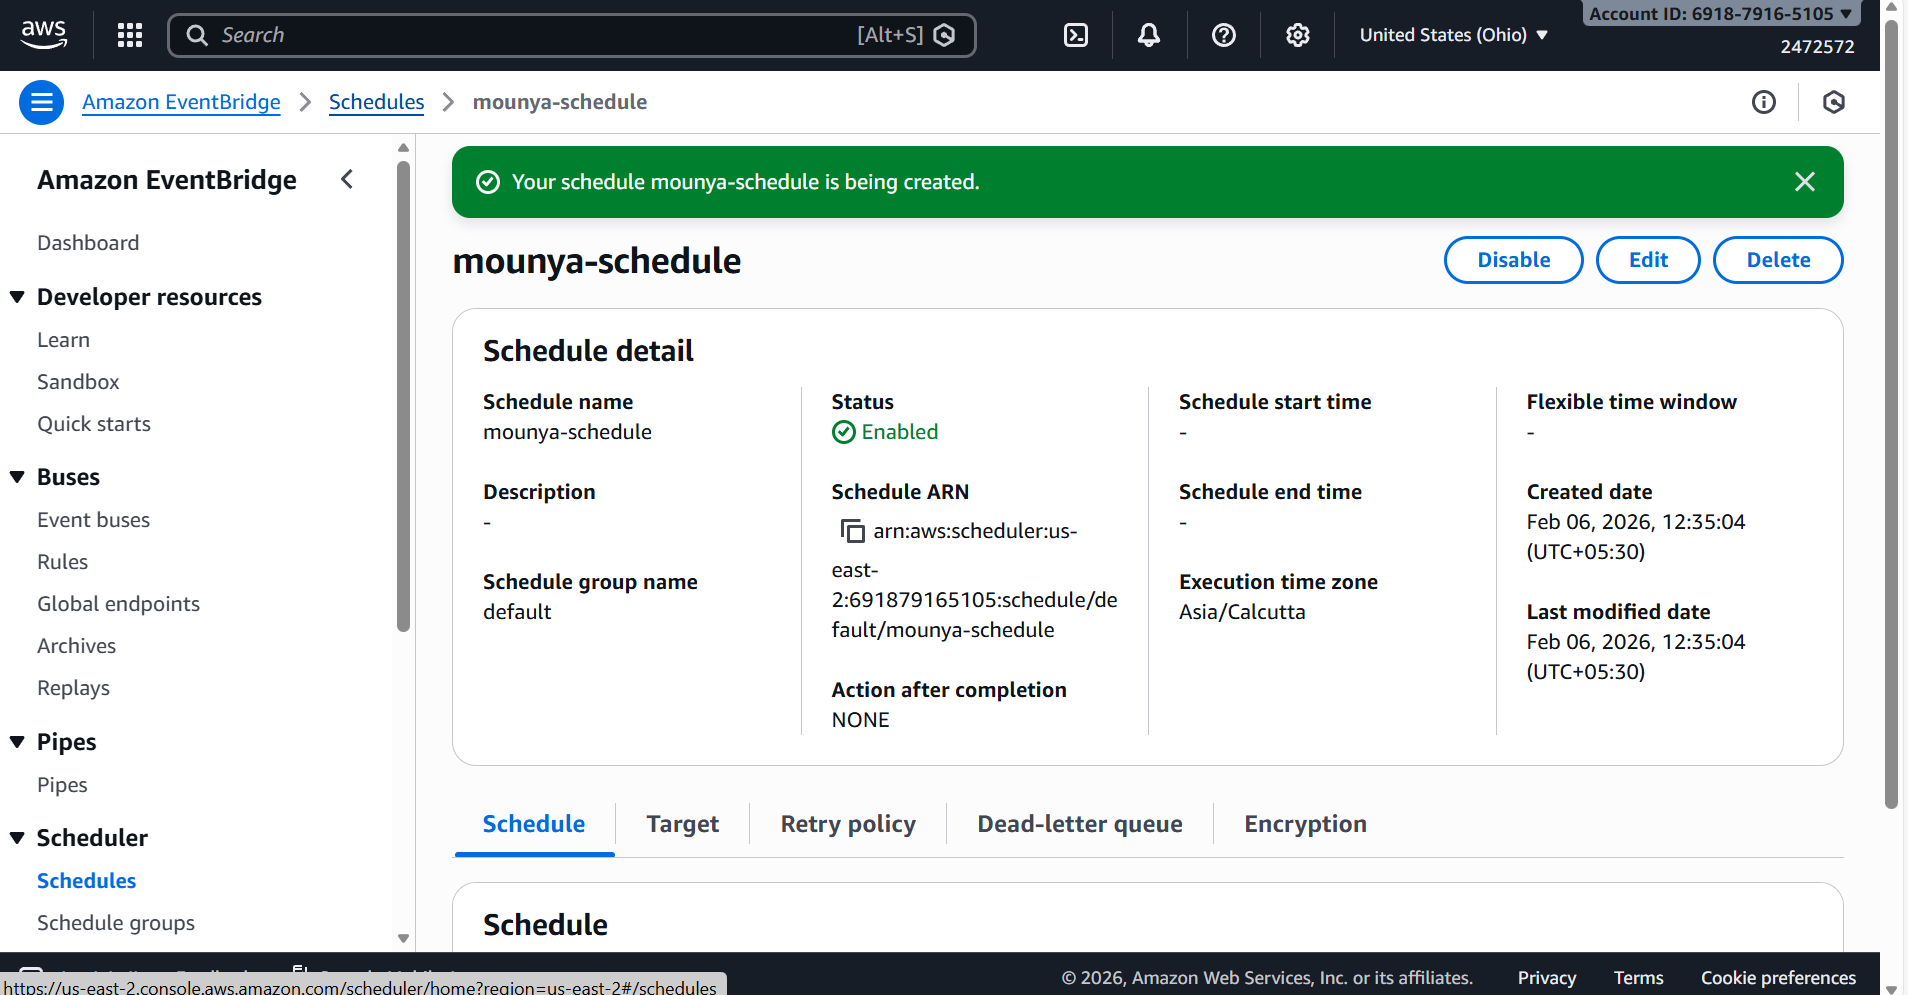 aws
Search
[Alt+S]
United States (Ohio)
Account ID: 6918-7916-5105
2472572
Amazon EventBridge
Schedules
mounya-schedule
Amazon EventBridge
Dashboard
Developer resources
Learn
Sandbox
Quick starts
Buses
Event buses
Rules
Global endpoints
Archives
Replays
Pipes
Pipes
Scheduler
Schedules
Schedule groups
Your schedule mounya-schedule is being created.
mounya-schedule
Disable
Edit
Delete
Schedule detail
Schedule name
mounya-schedule
Description
-
Schedule group name
default
Status
Enabled
Schedule ARN
arn:aws:scheduler:us-
east-
2:691879165105:schedule/de
fault/mounya-schedule
Action after completion
NONE
Schedule start time
-
Schedule end time
-
Execution time zone
Asia/Calcutta
Flexible time window
-
Created date
Feb 06, 2026, 12:35:04
(UTC+05:30)
Last modified date
Feb 06, 2026, 12:35:04
(UTC+05:30)
Schedule
Target
Retry policy
Dead-letter queue
Encryption
Schedule
© 2026, Amazon Web Services, Inc. or its affiliates.
Privacy
Terms
Cookie preferences
https://us-east-2.console.aws.amazon.com/scheduler/home?region=us-east-2#/schedules